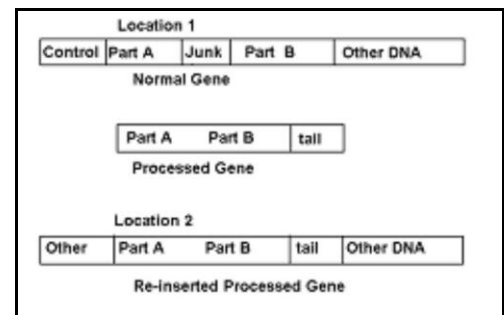 Location 1
Control Part A Junk Part B Other DNA
Normal Gene
Part A Part B tail
Processed Gene
Location 2
Other Part A Part B tail Other DNA
Re-inserted Processed Gene